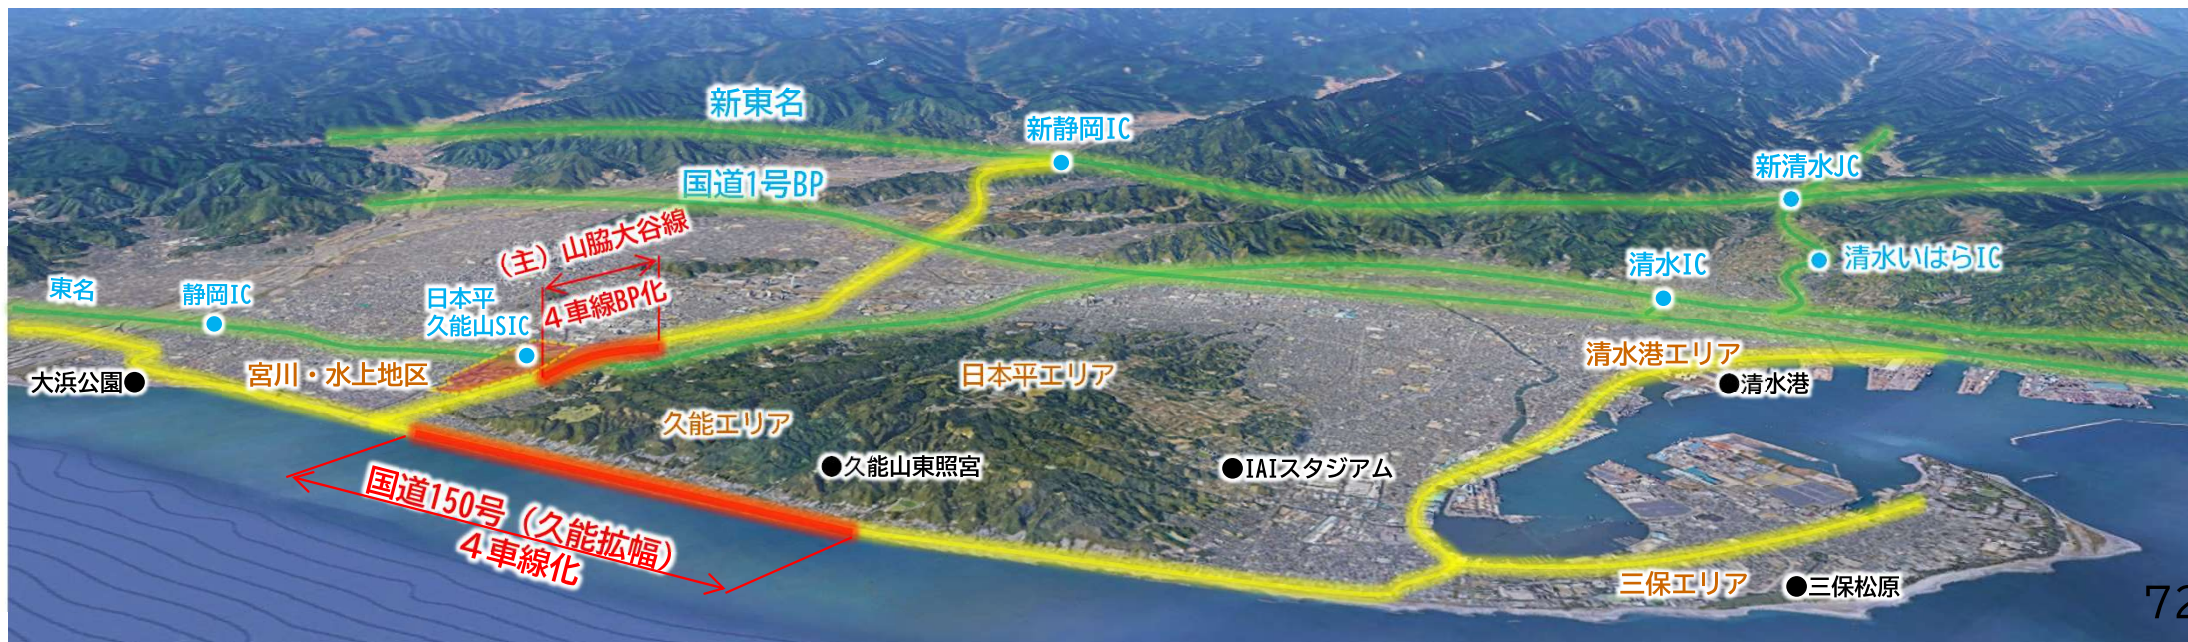 新東名
新静岡IC
新清水JC
国道1号BP
(主)山脇大谷線
４車線BP化
清水IC
清水いはらIC
東名
静岡IC
日本平
久能山SIC
宮川・水上地区
大浜公園
久能エリア
日本平エリア
清水港エリア
清水港
久能山東照宮
IAIスタジアム
国道150号（久能拡幅）
４車線化
三保エリア
三保松原
72